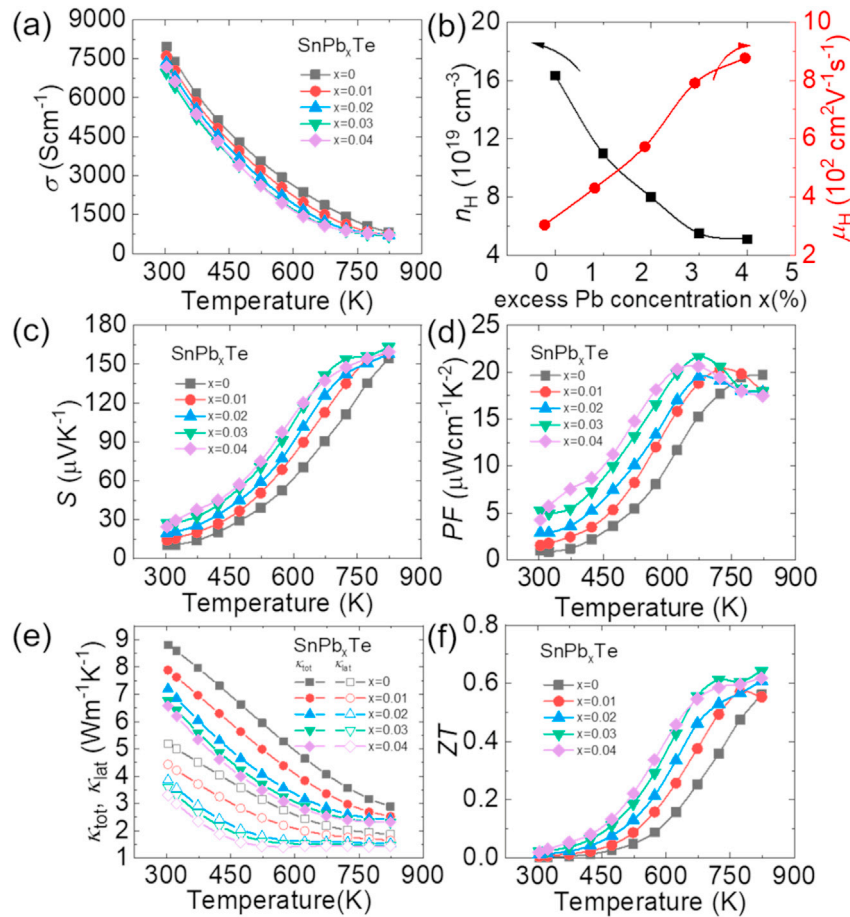 (a)
9000
7500
6000
4500
3000
1500
0
σ (Scm⁻¹)
SnPbₓTe
x=0
x=0.01
x=0.02
x=0.03
x=0.04
300 450 600 750 900
Temperature (K)
(b)
20
16
12
8
4
n_H (10¹⁹ cm⁻³)
10
8
6
4
2
μ_H (10² cm²V⁻¹s⁻¹)
0 1 2 3 4 5
excess Pb concentration x(%)
(c)
180
150
120
90
60
30
0
S (μVK⁻¹)
SnPbₓTe
x=0
x=0.01
x=0.02
x=0.03
x=0.04
300 450 600 750 900
Temperature (K)
(d)
25
20
15
10
5
0
PF (μWcm⁻¹K⁻²)
SnPbₓTe
x=0
x=0.01
x=0.02
x=0.03
x=0.04
300 450 600 750 900
Temperature (K)
(e)
9
8
7
6
5
4
3
2
1
κ_tot, κ_lat (Wm⁻¹K⁻¹)
SnPbₓTe
κ_tot κ_lat
x=0
x=0.01
x=0.02
x=0.03
x=0.04
300 450 600 750 900
Temperature(K)
(f)
0.8
0.6
0.4
0.2
0.0
ZT
SnPbₓTe
x=0
x=0.01
x=0.02
x=0.03
x=0.04
300 450 600 750 900
Temperature(K)